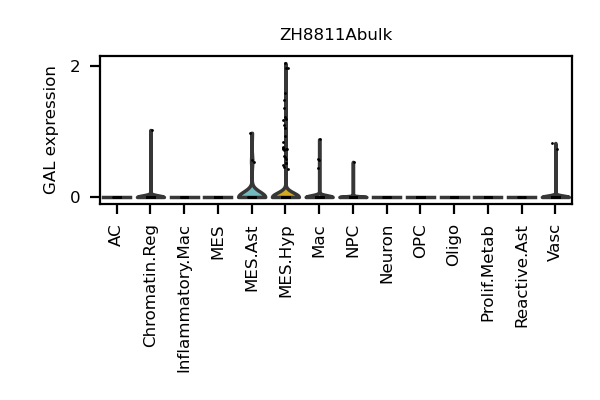 ZH8811Abulk
GAL expression
2
0
AC
Chromatin.Reg
Inflammatory.Mac
MES
MES.Ast
MES.Hyp
Mac
NPC
Neuron
OPC
Oligo
Prolif.Metab
Reactive.Ast
Vasc